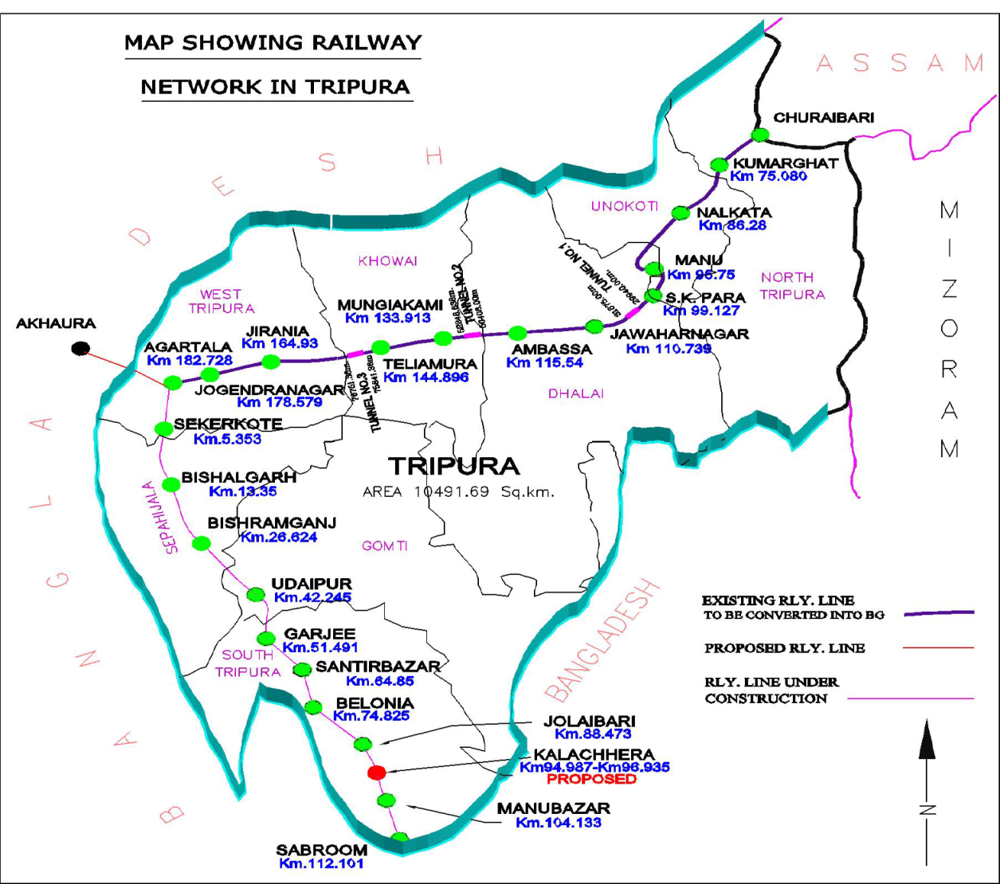 MAP SHOWING RAILWAY
NETWORK IN TRIPURA
ASSAM
CHURAIBARI
KUMARGHAT
Km 75.080
NALKATA
Km 86.28
MANU
Km 95.75
S.K. PARA
Km 99.127
JAWAHARNAGAR
Km 110.739
AMBASSA
Km 115.54
MUNGIAKAMI
Km 133.913
TELIAMURA
Km 144.896
JIRANIA
Km 164.93
JOGENDRANAGAR
Km 178.579
AGARTALA
Km 182.728
AKHAURA
UNOKOTI
KHOWAI
WEST
TRIPURA
NORTH
TRIPURA
DHALAI
TUNNEL NO.1
TUNNEL NO.2
TUNNEL NO.3
MIZORAM
BANGLADESH
SEKERKOTE
Km.5.353
TRIPURA
AREA 10491.69 Sq.km.
BISHALGARH
Km.13.35
SEPAHIJALA
BISHRAMGANJ
Km.26.624
GOMTI
UDAIPUR
Km.42.245
GARJEE
Km.51.491
SOUTH
TRIPURA
SANTIRBAZAR
Km.64.85
BELONIA
Km.74.825
BANGLADESH
JOLAIBARI
Km.88.473
KALACHHERA
Km94.987-Km96.935
PROPOSED
MANUBAZAR
Km.104.133
SABROOM
Km.112.101
EXISTING RLY. LINE
TO BE CONVERTED INTO BG
PROPOSED RLY. LINE
RLY. LINE UNDER
CONSTRUCTION
N